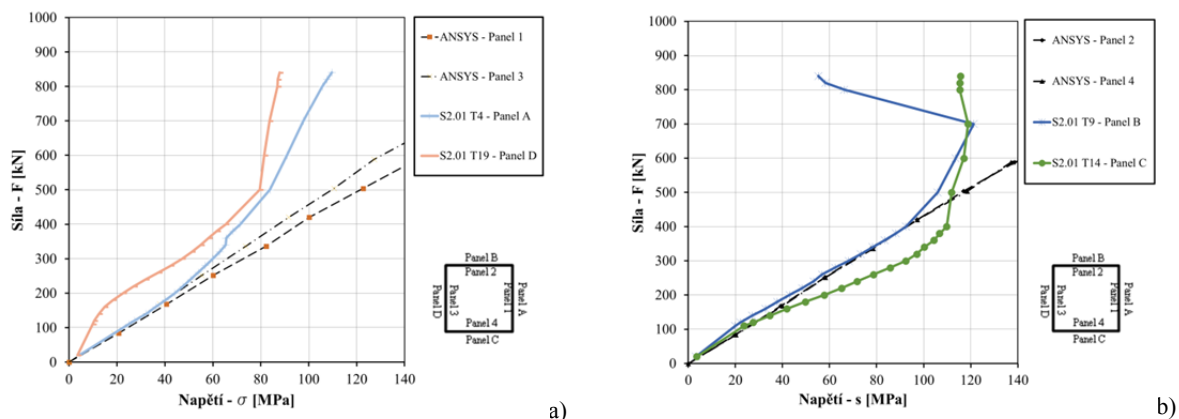 1000
900
800
700
600
500
400
300
200
100
0
Síla - F [kN]
0 20 40 60 80 100 120 140
Napětí - σ [MPa]
ANSYS - Panel 1
ANSYS - Panel 3
S2.01 T4 - Panel A
S2.01 T19 - Panel D
Panel B
Panel 2
Panel D
Panel 3
Panel 1
Panel A
Panel 4
Panel C
a)
1000
900
800
700
600
500
400
300
200
100
0
Síla - F [kN]
0 20 40 60 80 100 120 140
Napětí - s [MPa]
ANSYS - Panel 2
ANSYS - Panel 4
S2.01 T9 - Panel B
S2.01 T14 - Panel C
Panel B
Panel 2
Panel D
Panel 3
Panel 1
Panel A
Panel 4
Panel C
b)